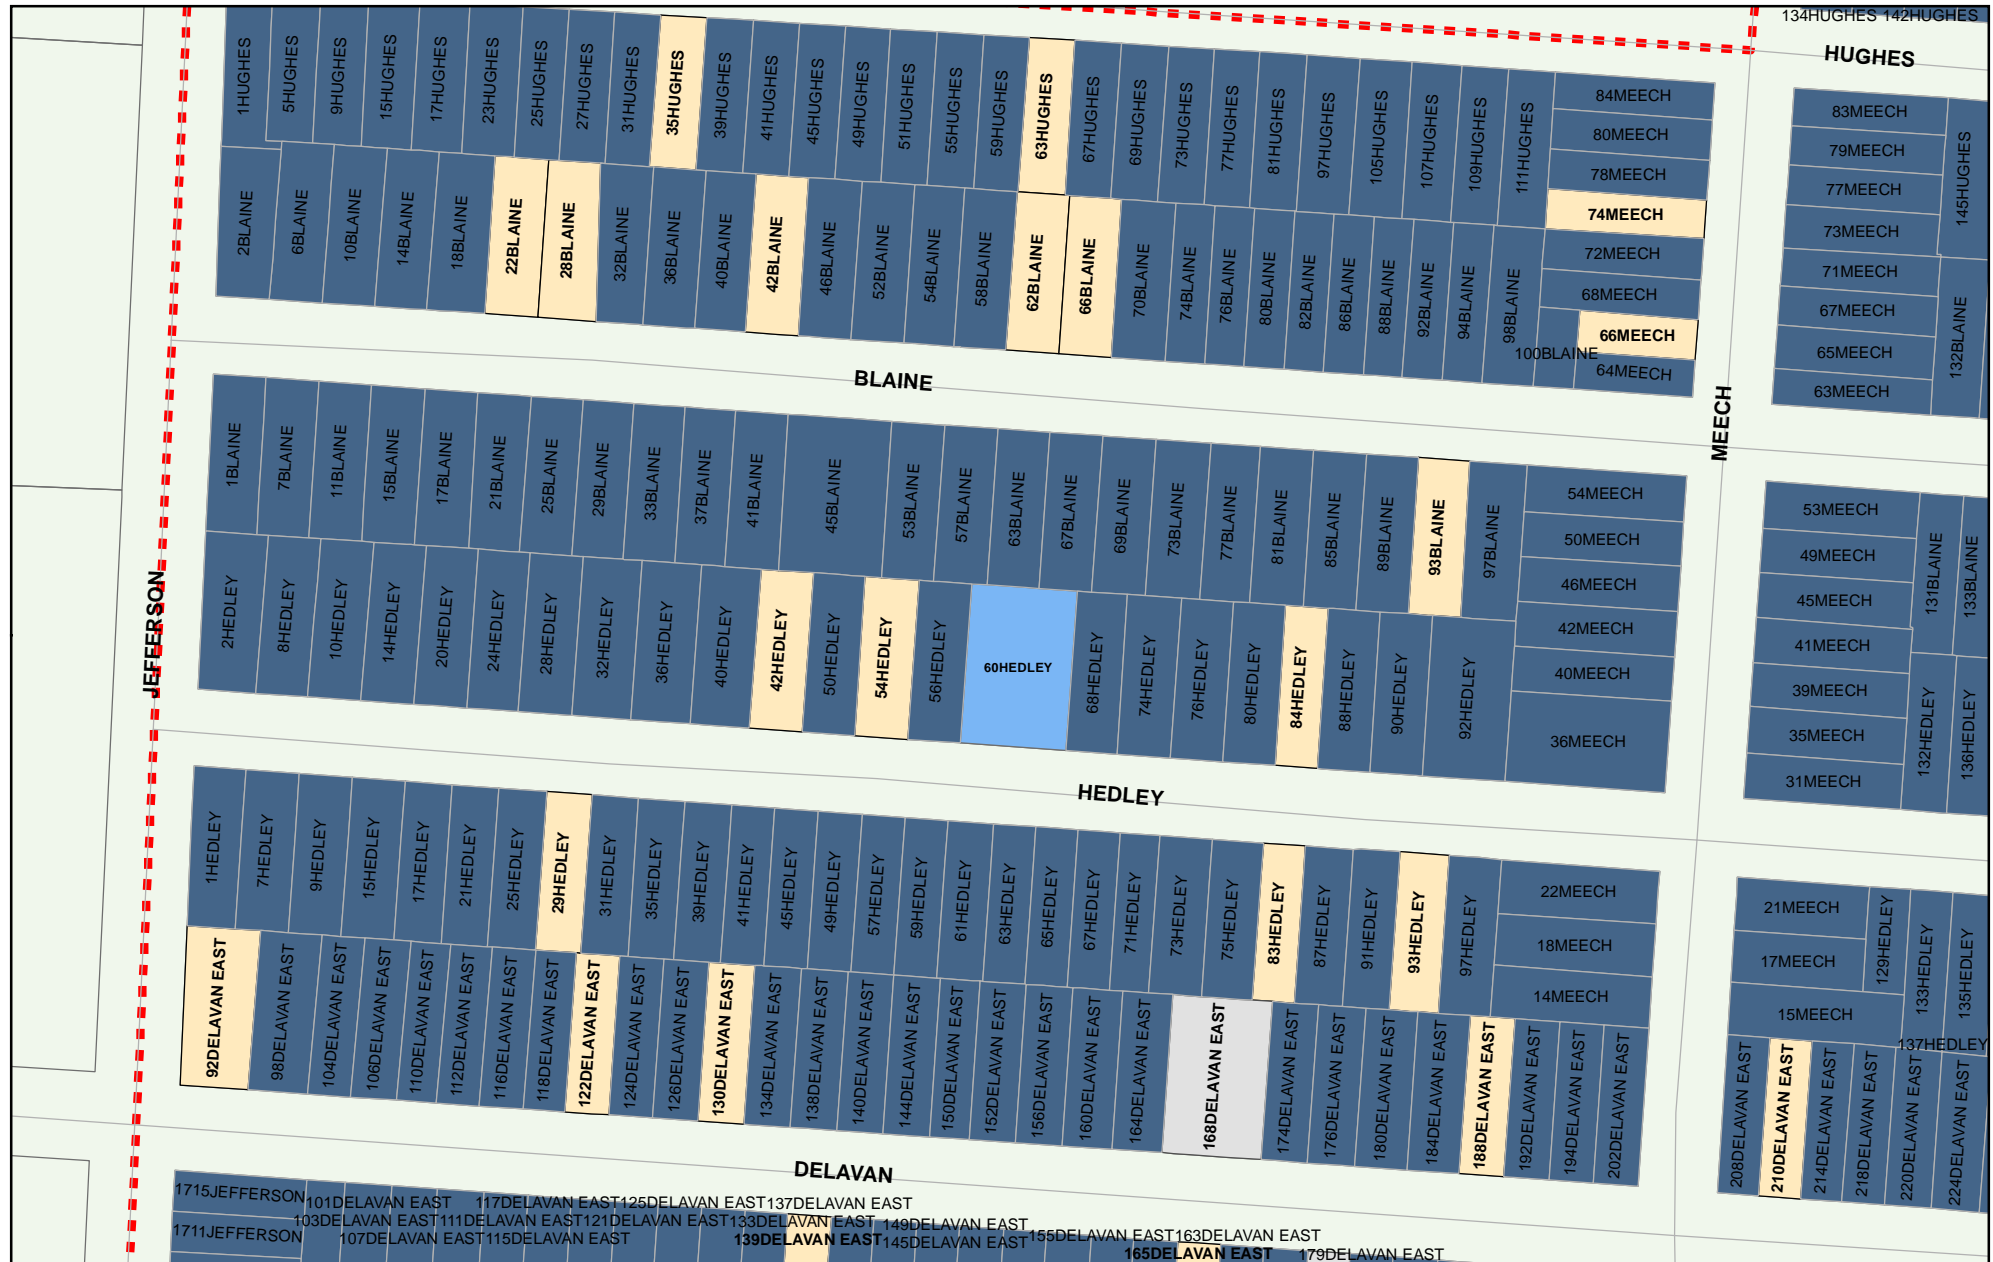 134HUGHES 142HUGHES
HUGHES
1HUGHES
5HUGHES
9HUGHES
15HUGHES
17HUGHES
23HUGHES
25HUGHES
27HUGHES
31HUGHES
35HUGHES
39HUGHES
41HUGHES
45HUGHES
49HUGHES
51HUGHES
55HUGHES
59HUGHES
63HUGHES
67HUGHES
69HUGHES
73HUGHES
77HUGHES
81HUGHES
97HUGHES
105HUGHES
107HUGHES
109HUGHES
111HUGHES
84MEECH
80MEECH
78MEECH
74MEECH
72MEECH
68MEECH
66MEECH
64MEECH
83MEECH
79MEECH
77MEECH
73MEECH
71MEECH
67MEECH
65MEECH
63MEECH
145HUGHES
132BLAINE
2BLAINE
6BLAINE
10BLAINE
14BLAINE
18BLAINE
22BLAINE
28BLAINE
32BLAINE
36BLAINE
40BLAINE
42BLAINE
46BLAINE
52BLAINE
54BLAINE
58BLAINE
62BLAINE
66BLAINE
70BLAINE
74BLAINE
76BLAINE
80BLAINE
82BLAINE
86BLAINE
88BLAINE
92BLAINE
94BLAINE
98BLAINE
100BLAINE
BLAINE
MEECH
JEFFERSON
1BLAINE
7BLAINE
11BLAINE
15BLAINE
17BLAINE
21BLAINE
25BLAINE
29BLAINE
33BLAINE
37BLAINE
41BLAINE
45BLAINE
53BLAINE
57BLAINE
63BLAINE
67BLAINE
69BLAINE
73BLAINE
77BLAINE
81BLAINE
85BLAINE
89BLAINE
93BLAINE
97BLAINE
54MEECH
50MEECH
46MEECH
42MEECH
40MEECH
36MEECH
53MEECH
49MEECH
45MEECH
41MEECH
39MEECH
35MEECH
31MEECH
131BLAINE
133BLAINE
132HEDLEY
136HEDLEY
2HEDLEY
8HEDLEY
10HEDLEY
14HEDLEY
20HEDLEY
24HEDLEY
28HEDLEY
32HEDLEY
36HEDLEY
40HEDLEY
42HEDLEY
50HEDLEY
54HEDLEY
56HEDLEY
60HEDLEY
68HEDLEY
74HEDLEY
76HEDLEY
80HEDLEY
84HEDLEY
88HEDLEY
90HEDLEY
92HEDLEY
HEDLEY
1HEDLEY
7HEDLEY
9HEDLEY
15HEDLEY
17HEDLEY
21HEDLEY
25HEDLEY
29HEDLEY
31HEDLEY
35HEDLEY
39HEDLEY
41HEDLEY
45HEDLEY
49HEDLEY
57HEDLEY
59HEDLEY
61HEDLEY
63HEDLEY
65HEDLEY
67HEDLEY
71HEDLEY
73HEDLEY
75HEDLEY
83HEDLEY
87HEDLEY
91HEDLEY
93HEDLEY
97HEDLEY
22MEECH
18MEECH
14MEECH
21MEECH
17MEECH
15MEECH
129HEDLEY
133HEDLEY
135HEDLEY
137HEDLEY
92DELAVAN EAST
98DELAVAN EAST
104DELAVAN EAST
106DELAVAN EAST
110DELAVAN EAST
112DELAVAN EAST
116DELAVAN EAST
118DELAVAN EAST
122DELAVAN EAST
124DELAVAN EAST
126DELAVAN EAST
130DELAVAN EAST
134DELAVAN EAST
138DELAVAN EAST
140DELAVAN EAST
144DELAVAN EAST
150DELAVAN EAST
152DELAVAN EAST
156DELAVAN EAST
160DELAVAN EAST
164DELAVAN EAST
168DELAVAN EAST
174DELAVAN EAST
176DELAVAN EAST
180DELAVAN EAST
184DELAVAN EAST
188DELAVAN EAST
192DELAVAN EAST
194DELAVAN EAST
202DELAVAN EAST
208DELAVAN EAST
210DELAVAN EAST
214DELAVAN EAST
218DELAVAN EAST
220DELAVAN EAST
224DELAVAN EAST
DELAVAN
1715JEFFERSON
101DELAVAN EAST
117DELAVAN EAST
125DELAVAN EAST
137DELAVAN EAST
103DELAVAN EAST
111DELAVAN EAST
121DELAVAN EAST
133DELAVAN EAST
149DELAVAN EAST
1711JEFFERSON
107DELAVAN EAST
115DELAVAN EAST
139DELAVAN EAST
145DELAVAN EAST
155DELAVAN EAST
163DELAVAN EAST
165DELAVAN EAST
179DELAVAN EAST